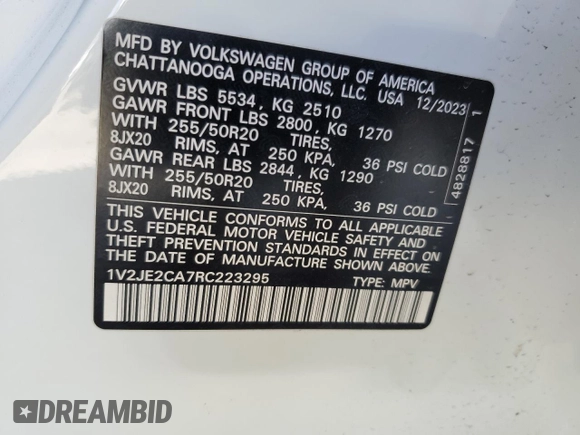 MFD BY VOLKSWAGEN GROUP OF AMERICA
CHATTANOOGA OPERATIONS, LLC. USA 12/2023
GVWR LBS 5534, KG 2510
GAWR FRONT LBS 2800, KG 1270
WITH 255/50R20 TIRES,
8JX20 RIMS, AT 250 KPA, 36 PSI COLD
GAWR REAR LBS 2844, KG 1290
WITH 255/50R20 TIRES,
8JX20 RIMS, AT 250 KPA, 36 PSI COLD
THIS VEHICLE CONFORMS TO ALL APPLICABLE
U.S. FEDERAL MOTOR VEHICLE SAFETY AND
THEFT PREVENTION STANDARDS IN EFFECT ON
DATE OF MANUFACTURE SHOWN ABOVE.
1V2JE2CA7RC223295 TYPE: MPV
4828817 1
DREAMBID